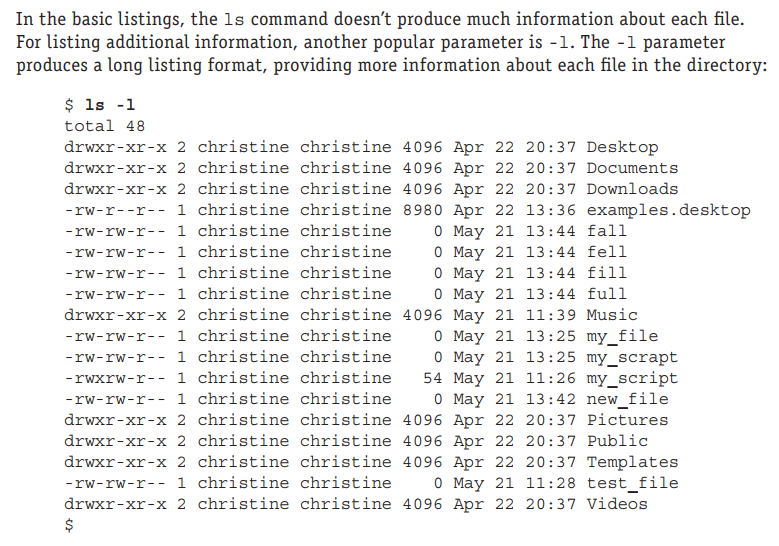 In the basic listings, the ls command doesn’t produce much information about each file.
For listing additional information, another popular parameter is -l. The -l parameter
produces a long listing format, providing more information about each file in the directory:
$ ls -l
total 48
drwxr-xr-x 2 christine christine 4096 Apr 22 20:37 Desktop
drwxr-xr-x 2 christine christine 4096 Apr 22 20:37 Documents
drwxr-xr-x 2 christine christine 4096 Apr 22 20:37 Downloads
-rw-r--r-- 1 christine christine 8980 Apr 22 13:36 examples.desktop
-rw-rw-r-- 1 christine christine    0 May 21 13:44 fall
-rw-rw-r-- 1 christine christine    0 May 21 13:44 fell
-rw-rw-r-- 1 christine christine    0 May 21 13:44 fill
-rw-rw-r-- 1 christine christine    0 May 21 13:44 full
drwxr-xr-x 2 christine christine 4096 May 21 11:39 Music
-rw-rw-r-- 1 christine christine    0 May 21 13:25 my_file
-rw-rw-r-- 1 christine christine    0 May 21 13:25 my_scrapt
-rwxrw-r-- 1 christine christine   54 May 21 11:26 my_script
-rw-rw-r-- 1 christine christine    0 May 21 13:42 new_file
drwxr-xr-x 2 christine christine 4096 Apr 22 20:37 Pictures
drwxr-xr-x 2 christine christine 4096 Apr 22 20:37 Public
drwxr-xr-x 2 christine christine 4096 Apr 22 20:37 Templates
-rw-rw-r-- 1 christine christine    0 May 21 11:28 test_file
drwxr-xr-x 2 christine christine 4096 Apr 22 20:37 Videos
$